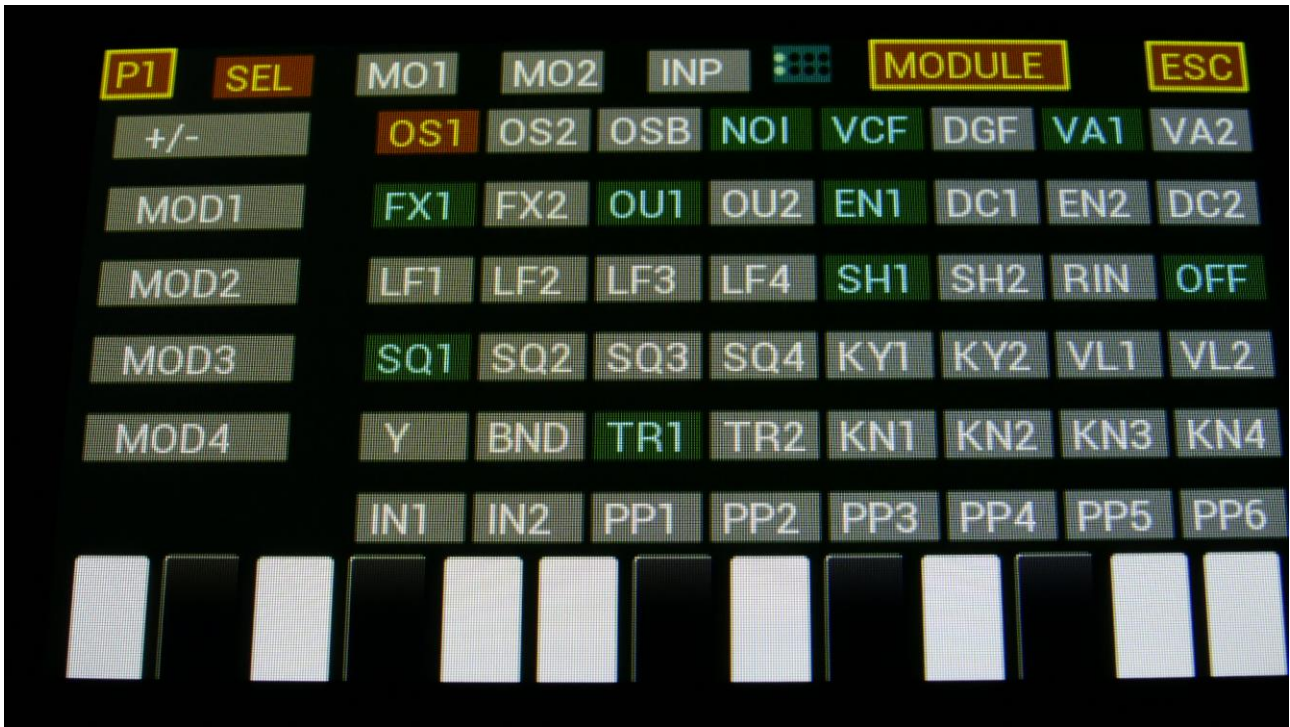 P1 SEL MO1 MO2 INP MODULE ESC
+/- OS1 OS2 OSB NOI VCF DGF VA1 VA2
MOD1 FX1 FX2 OU1 OU2 EN1 DC1 EN2 DC2
MOD2 LF1 LF2 LF3 LF4 SH1 SH2 RIN OFF
MOD3 SQ1 SQ2 SQ3 SQ4 KY1 KY2 VL1 VL2
MOD4 Y BND TR1 TR2 KN1 KN2 KN3 KN4
IN1 IN2 PP1 PP2 PP3 PP4 PP5 PP6